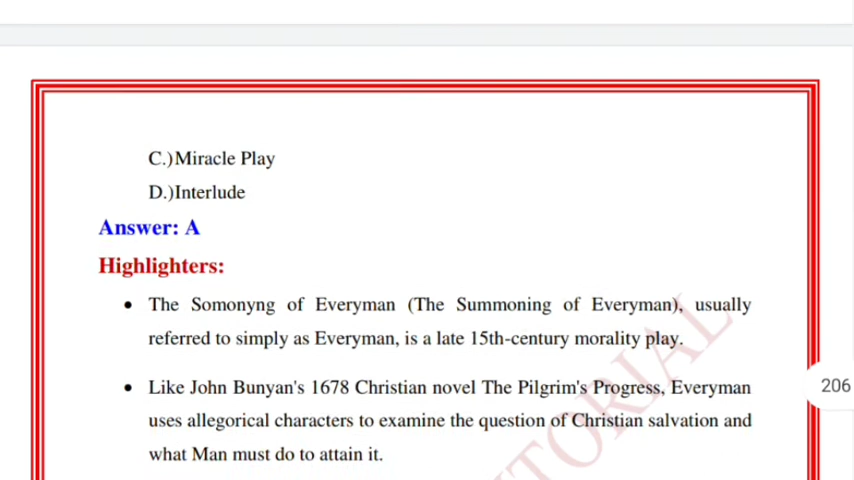 C.)Miracle Play
D.)Interlude
Answer: A
Highlighters:
• The Somonyng of Everyman (The Summoning of Everyman), usually
referred to simply as Everyman, is a late 15th-century morality play.
• Like John Bunyan's 1678 Christian novel The Pilgrim's Progress, Everyman
206
uses allegorical characters to examine the question of Christian salvation and
what Man must do to attain it.